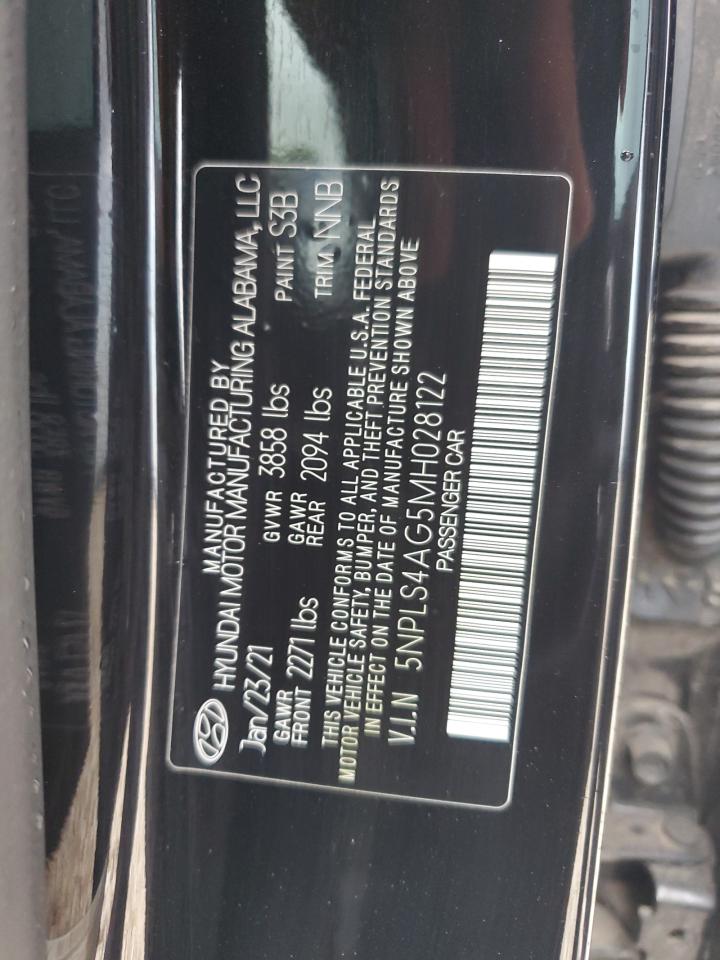 MANUFACTURED BY
HYUNDAI MOTOR MANUFACTURING ALABAMA, LLC
Jan/23/21 GVWR 3858 lbs PAINT S3B
GAWR FRONT 2271 lbs GAWR REAR 2094 lbs TRIM NNB
THIS VEHICLE CONFORMS TO ALL APPLICABLE U.S.A. FEDERAL
MOTOR VEHICLE SAFETY, BUMPER, AND THEFT PREVENTION STANDARDS
IN EFFECT ON THE DATE OF MANUFACTURE SHOWN ABOVE
V.I.N 5NPLS4AG5MH028122
PASSENGER CAR